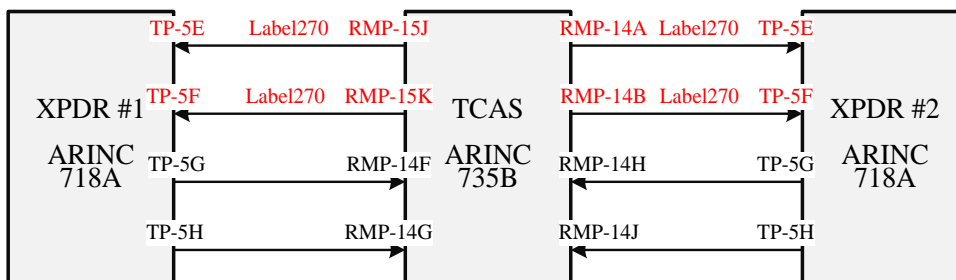 TP-5E Label270 RMP-15J RMP-14A Label270 TP-5E
TP-5F Label270 RMP-15K RMP-14B Label270 TP-5F
XPDR #1 TCAS XPDR #2
ARINC ARINC ARINC
718A 735B 718A
TP-5G RMP-14F RMP-14H TP-5G
TP-5H RMP-14G RMP-14J TP-5H